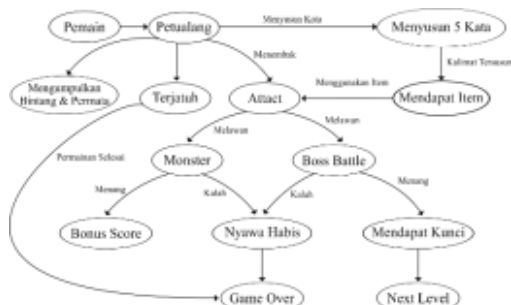 Pemain
Petualang
Menyusun Kata
Menyusun 5 Kata
Menembak
Kalimat Tersusun
Mengumpulkan
Bintang & Permata
Terjatuh
Attact
Menggunakan Item
Mendapat Item
Melawan
Melawan
Permainan Selesai
Monster
Boss Battle
Menang
Kalah
Kalah
Menang
Bonus Score
Nyawa Habis
Mendapat Kunci
Game Over
Next Level